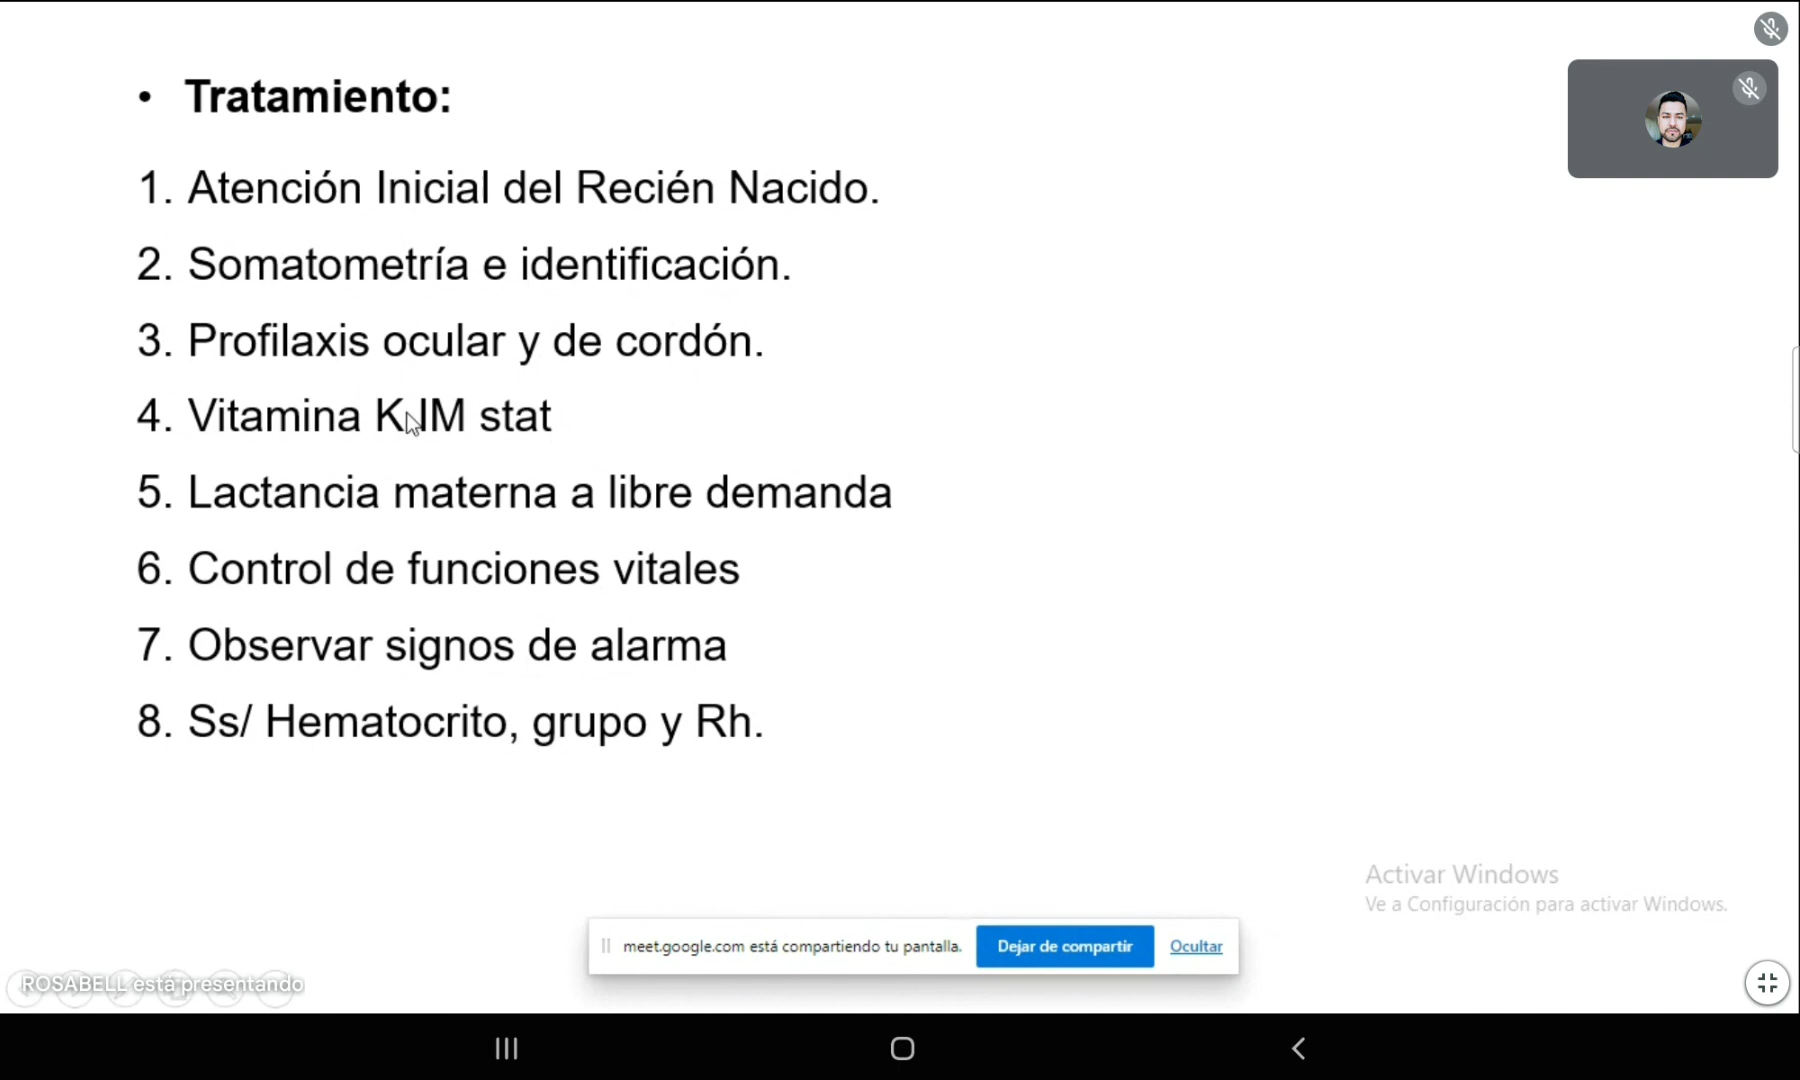 • Tratamiento:
1. Atención Inicial del Recién Nacido.
2. Somatometría e identificación.
3. Profilaxis ocular y de cordón.
4. Vitamina K IM stat
5. Lactancia materna a libre demanda
6. Control de funciones vitales
7. Observar signos de alarma
8. Ss/ Hematocrito, grupo y Rh.
Activar Windows
Ve a Configuración para activar Windows.
meet.google.com está compartiendo tu pantalla. Dejar de compartir Ocultar
ROSABELL está presentando